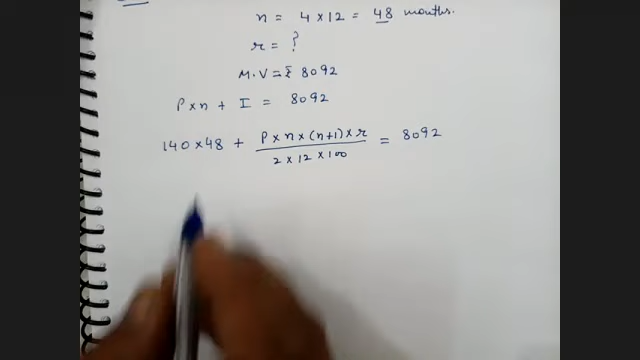 n = 4 × 12 = 48 months.
r = ?
M.V = ₹ 8092
P × n + I = 8092
140 × 48 + P × n × (n+1) × r / 2 × 12 × 100 = 8092